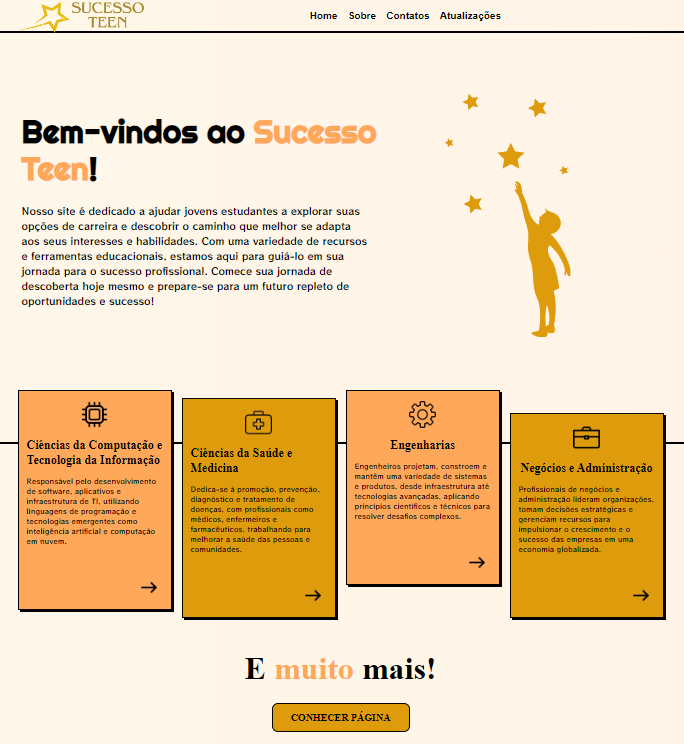 SUCESSO
TEEN
Home Sobre Contatos Atualizações
Bem-vindos ao Sucesso
Teen!
Nosso site é dedicado a ajudar jovens estudantes a explorar suas
opções de carreira e descobrir o caminho que melhor se adapta
aos seus interesses e habilidades. Com uma variedade de recursos
e ferramentas educacionais, estamos aqui para guiá-lo em sua
jornada para o sucesso profissional. Comece sua jornada de
descoberta hoje mesmo e prepare-se para um futuro repleto de
oportunidades e sucesso!
Ciências da Computação e
Tecnologia da Informação
Responsável pelo desenvolvimento
de software, aplicativos e
infraestrutura de TI, utilizando
linguagens de programação e
tecnologias emergentes como
inteligência artificial e computação
em nuvem.
Ciências da Saúde e
Medicina
Dedica-se á promoção, prevenção,
diagnóstico e tratamento de
doenças, com profissionais como
médicos, enfermeiros e
farmacêuticos, trabalhando para
melhorar a saúde das pessoas e
comunidades.
Engenharias
Engenheiros projetam, constroem e
mantêm uma variedade de sistemas
e produtos, desde infraestrutura até
tecnologias avançadas, aplicando
princípios científicos e técnicos para
resolver desafios complexos.
Negócios e Administração
Profissionais de negócios e
administração lideram organizações,
tomam decisões estratégicas e
gerenciam recursos para
impulsionar o crescimento e o
sucesso das empresas em uma
economia globalizada.
E muito mais!
CONHECER PÁGINA